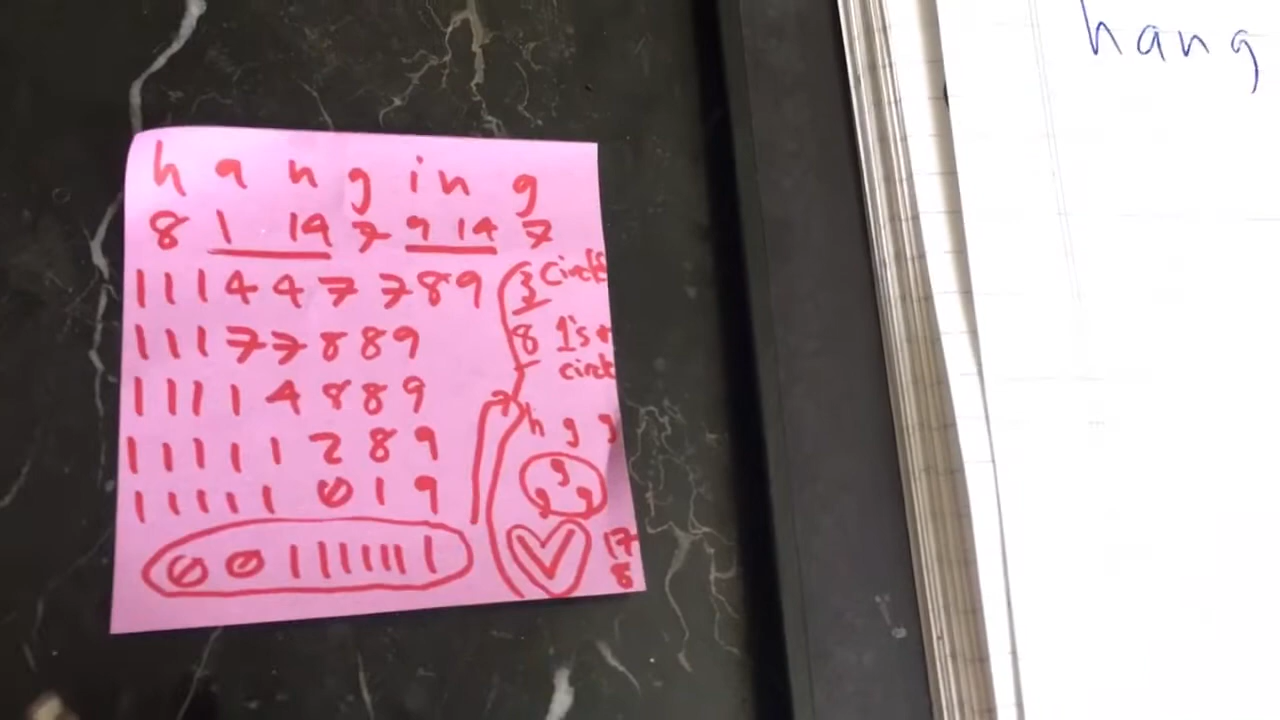 hang
h a n g i n g
8 1 14 7 9 14 7
1 1 1 4 4 7 7 8 9
1 1 1 7 7 8 8 9
1 1 1 1 4 8 8 9
1 1 1 1 1 2 8 9
1 1 1 1 1 0 1 9
0 0 1 1 1 1 1 1 1
3 circles
8 1's +
circle
h g g
g
g g
17
8